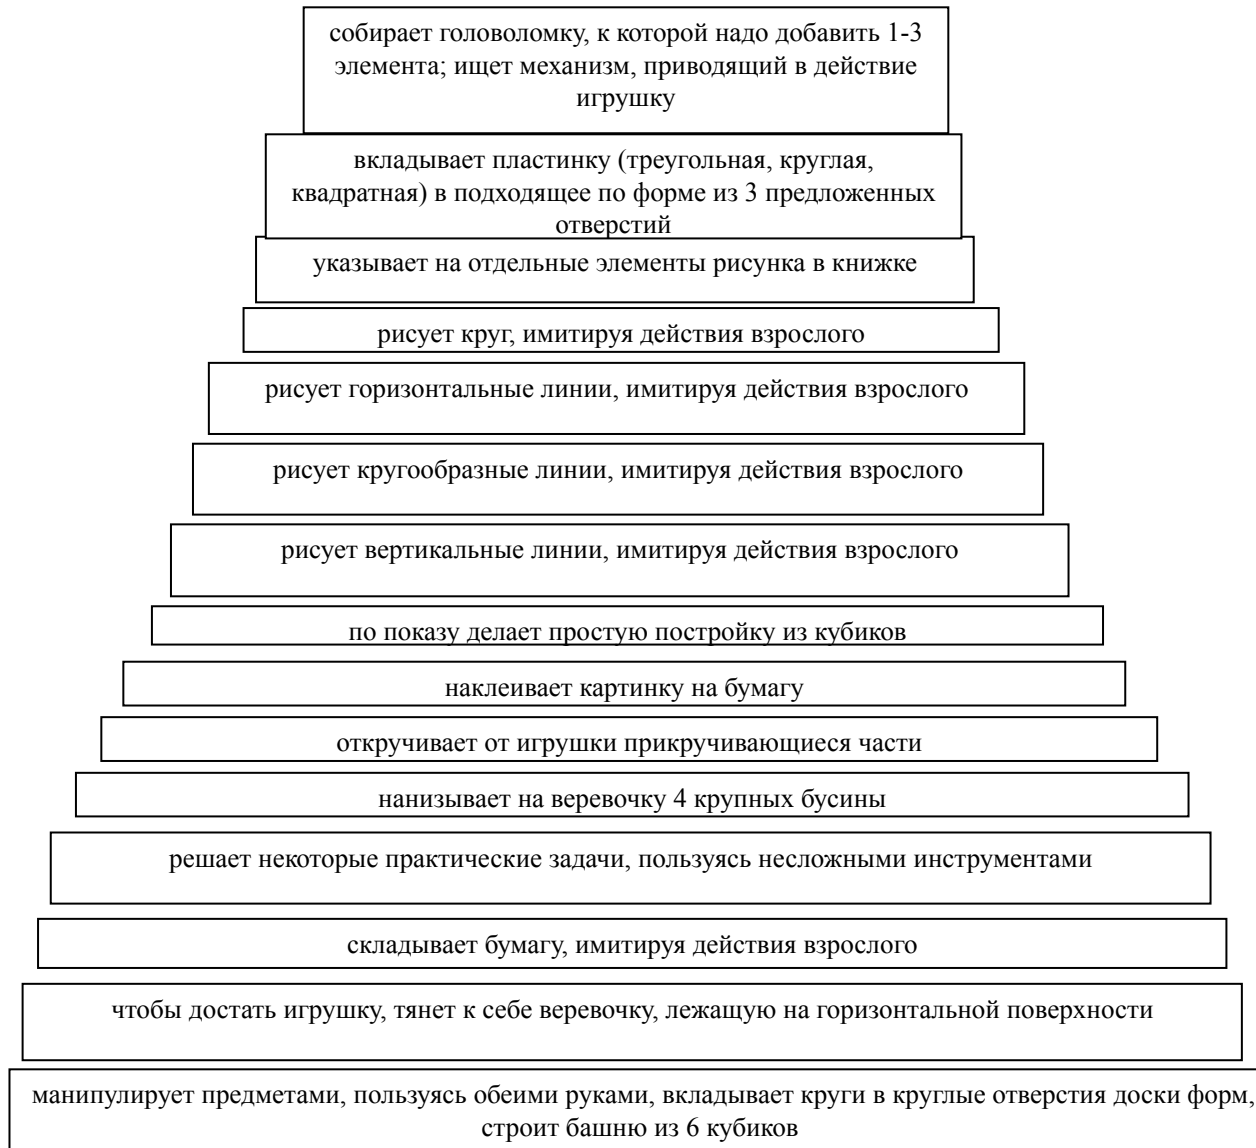 собирает головоломку, к которой надо добавить 1-3
элемента; ищет механизм, приводящий в действие
игрушку
вкладывает пластинку (треугольная, круглая,
квадратная) в подходящее по форме из 3 предложенных
отверстий
указывает на отдельные элементы рисунка в книжке
рисует круг, имитируя действия взрослого
рисует горизонтальные линии, имитируя действия взрослого
рисует кругообразные линии, имитируя действия взрослого
рисует вертикальные линии, имитируя действия взрослого
по показу делает простую постройку из кубиков
наклеивает картинку на бумагу
откручивает от игрушки прикручивающиеся части
нанизывает на веревочку 4 крупных бусины
решает некоторые практические задачи, пользуясь несложными инструментами
складывает бумагу, имитируя действия взрослого
чтобы достать игрушку, тянет к себе веревочку, лежащую на горизонтальной поверхности
манипулирует предметами, пользуясь обеими руками, вкладывает круги в круглые отверстия доски форм,
строит башню из 6 кубиков